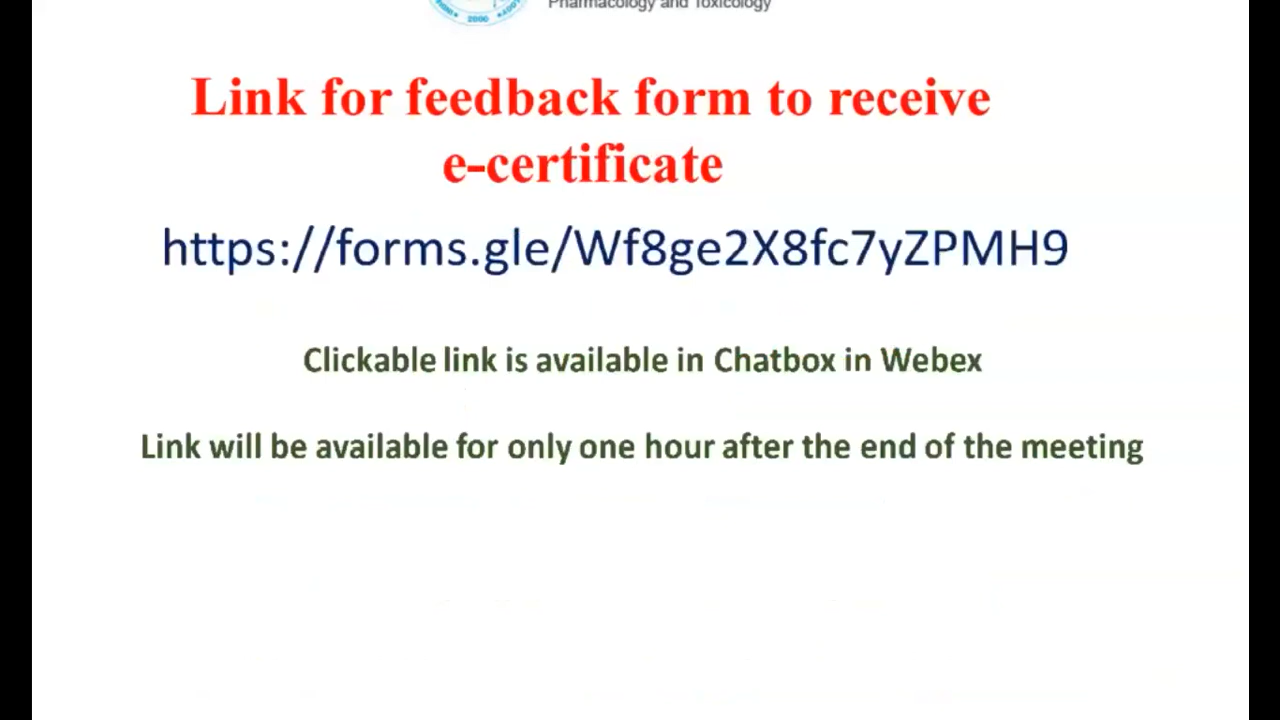 Pharmacology and Toxicology
2000
Link for feedback form to receive
e-certificate
https://forms.gle/Wf8ge2X8fc7yZPMH9
Clickable link is available in Chatbox in Webex
Link will be available for only one hour after the end of the meeting